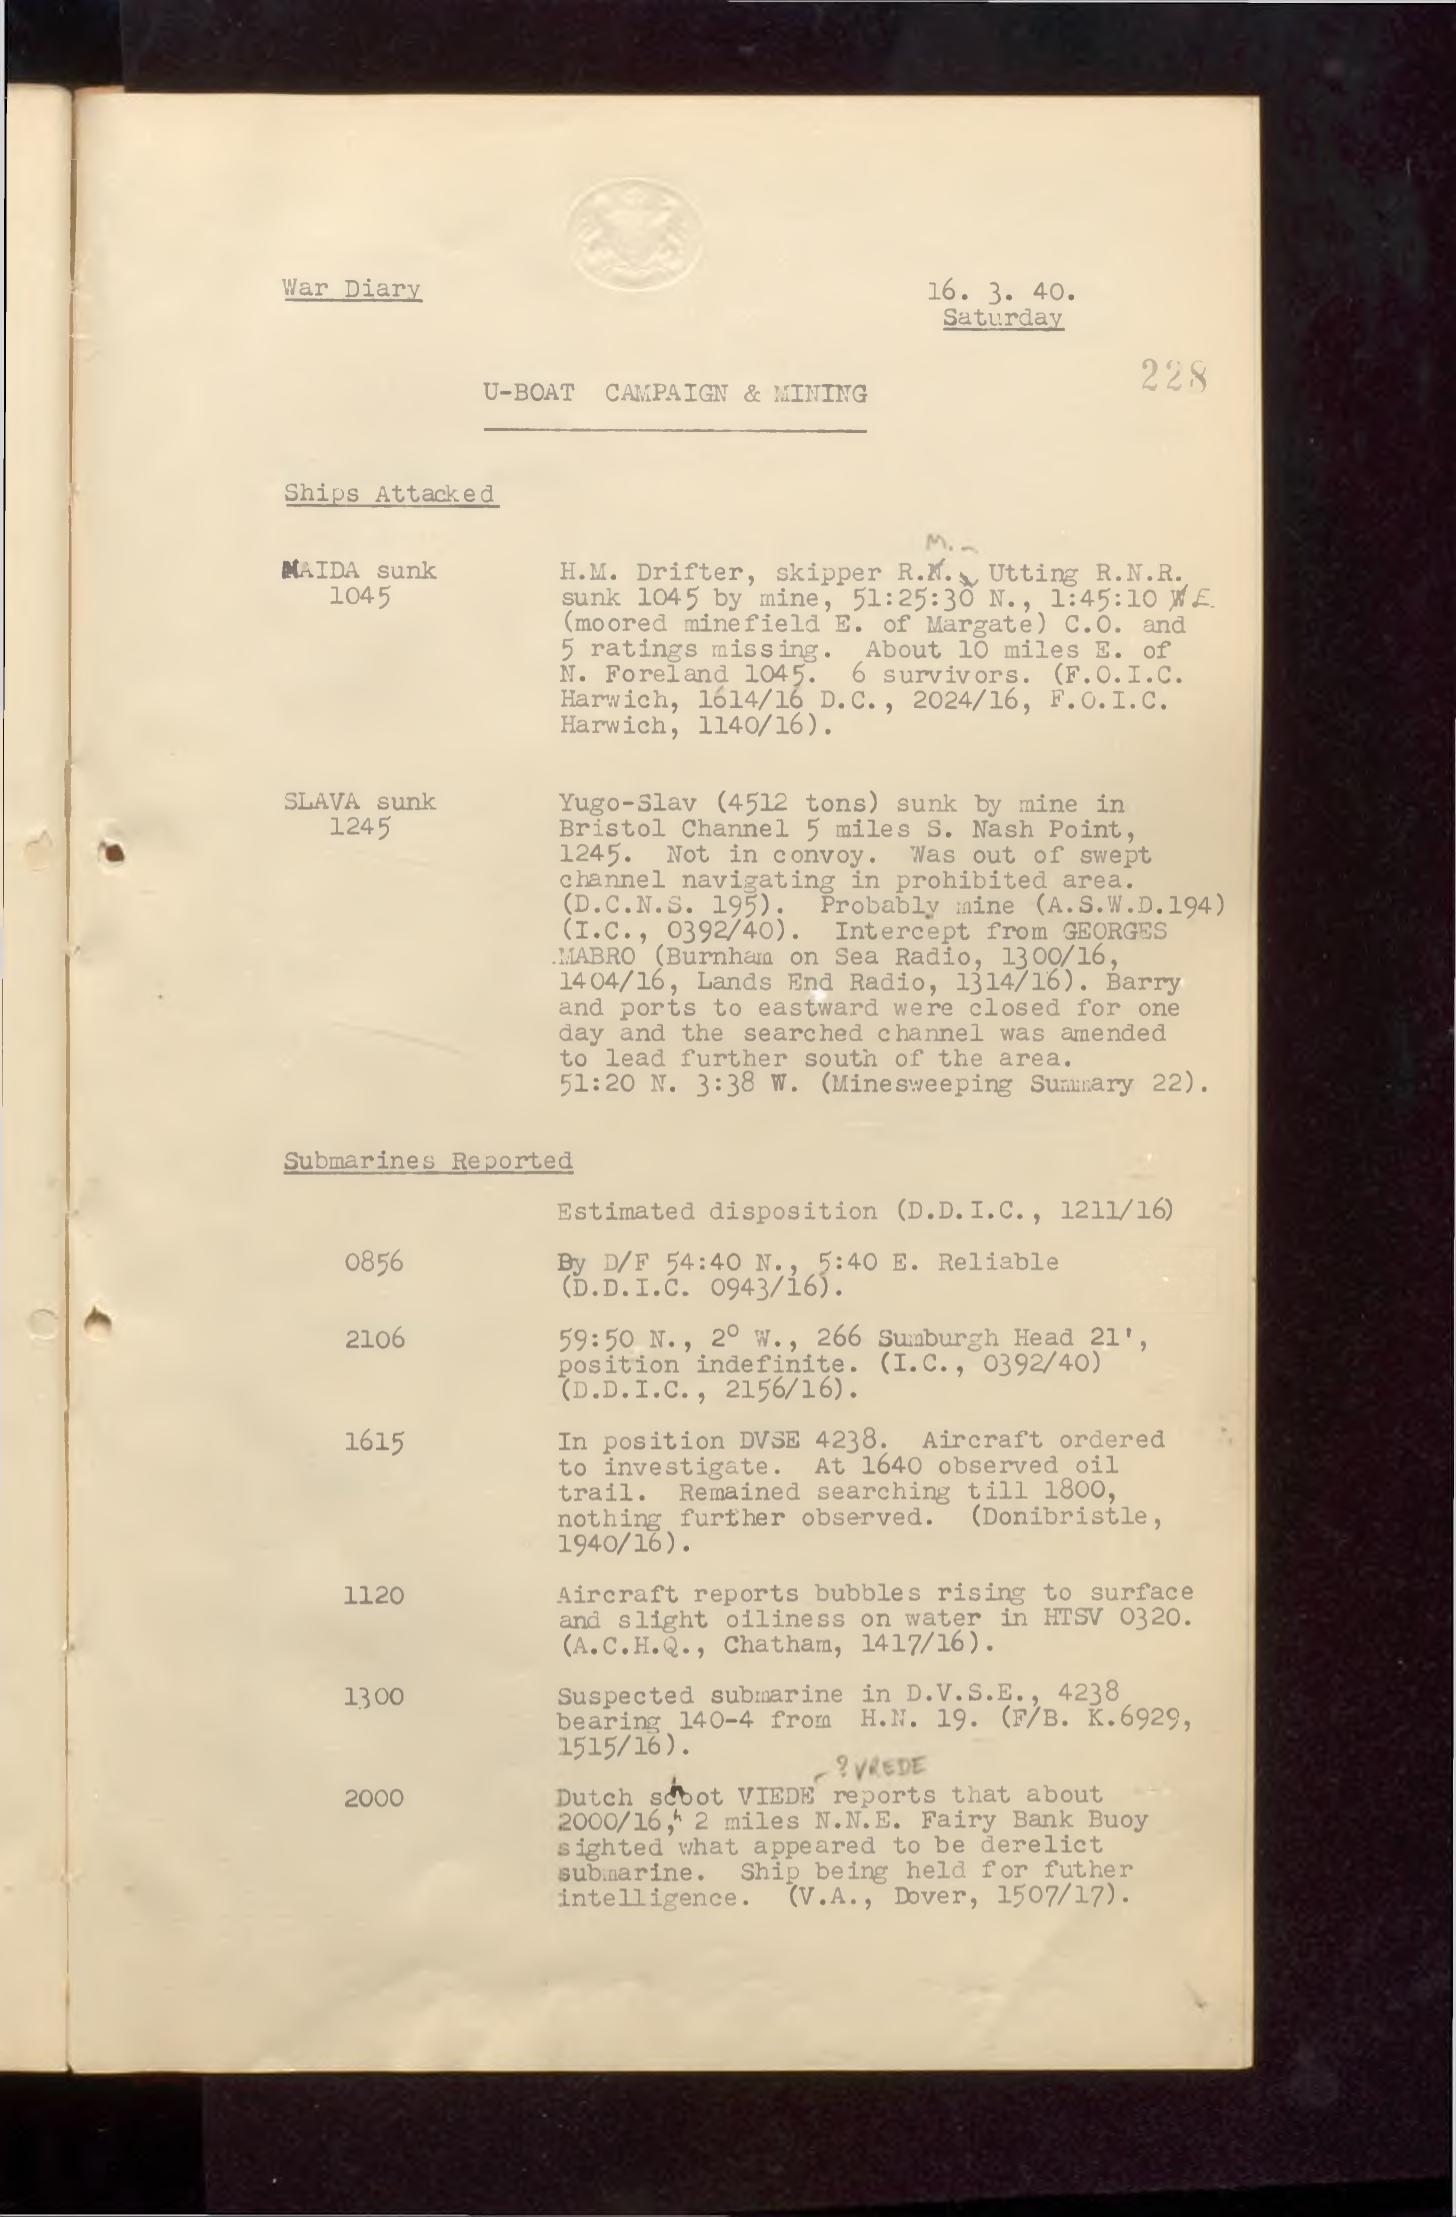 War Diary
16. 3. 40.
Saturday
228
U-BOAT CAMPAIGN & MINING
Ships Attacked
MAIDA sunk
1045
M.
H.M. Drifter, skipper R.N., Utting R.N.R.
sunk 1045 by mine, 51:25:30 N., 1:45:10 W E.
(moored minefield E. of Margate) C.O. and
5 ratings missing. About 10 miles E. of
N. Foreland 1045. 6 survivors. (F.O.I.C.
Harwich, 1614/16 D.C., 2024/16, F.O.I.C.
Harwich, 1140/16).
SLAVA sunk
1245
Yugo-Slav (4512 tons) sunk by mine in
Bristol Channel 5 miles S. Nash Point,
1245. Not in convoy. Was out of swept
channel navigating in prohibited area.
(D.C.N.S. 195). Probably mine (A.S.W.D.194)
(I.C., 0392/40). Intercept from GEORGES
MABRO (Burnham on Sea Radio, 1300/16,
1404/16, Lands End Radio, 1314/16). Barry
and ports to eastward were closed for one
day and the searched channel was amended
to lead further south of the area.
51:20 N. 3:38 W. (Minesweeping Summary 22).
Submarines Reported
Estimated disposition (D.D.I.C., 1211/16)
0856
By D/F 54:40 N., 5:40 E. Reliable
(D.D.I.C. 0943/16).
2106
59:50 N., 2° W., 266 Sumburgh Head 21',
position indefinite. (I.C., 0392/40)
(D.D.I.C., 2156/16).
1615
In position DVSE 4238. Aircraft ordered
to investigate. At 1640 observed oil
trail. Remained searching till 1800,
nothing further observed. (Donibristle,
1940/16).
1120
Aircraft reports bubbles rising to surface
and slight oiliness on water in HTSV 0320.
(A.C.H.Q., Chatham, 1417/16).
1300
Suspected submarine in D.V.S.E., 4238
bearing 140-4 from H.N. 19. (F/B. K.6929,
1515/16).
? VREDE
2000
Dutch schoot VIEDE reports that about
2000/16, 2 miles N.N.E. Fairy Bank Buoy
sighted what appeared to be derelict
submarine. Ship being held for futher
intelligence. (V.A., Dover, 1507/17).